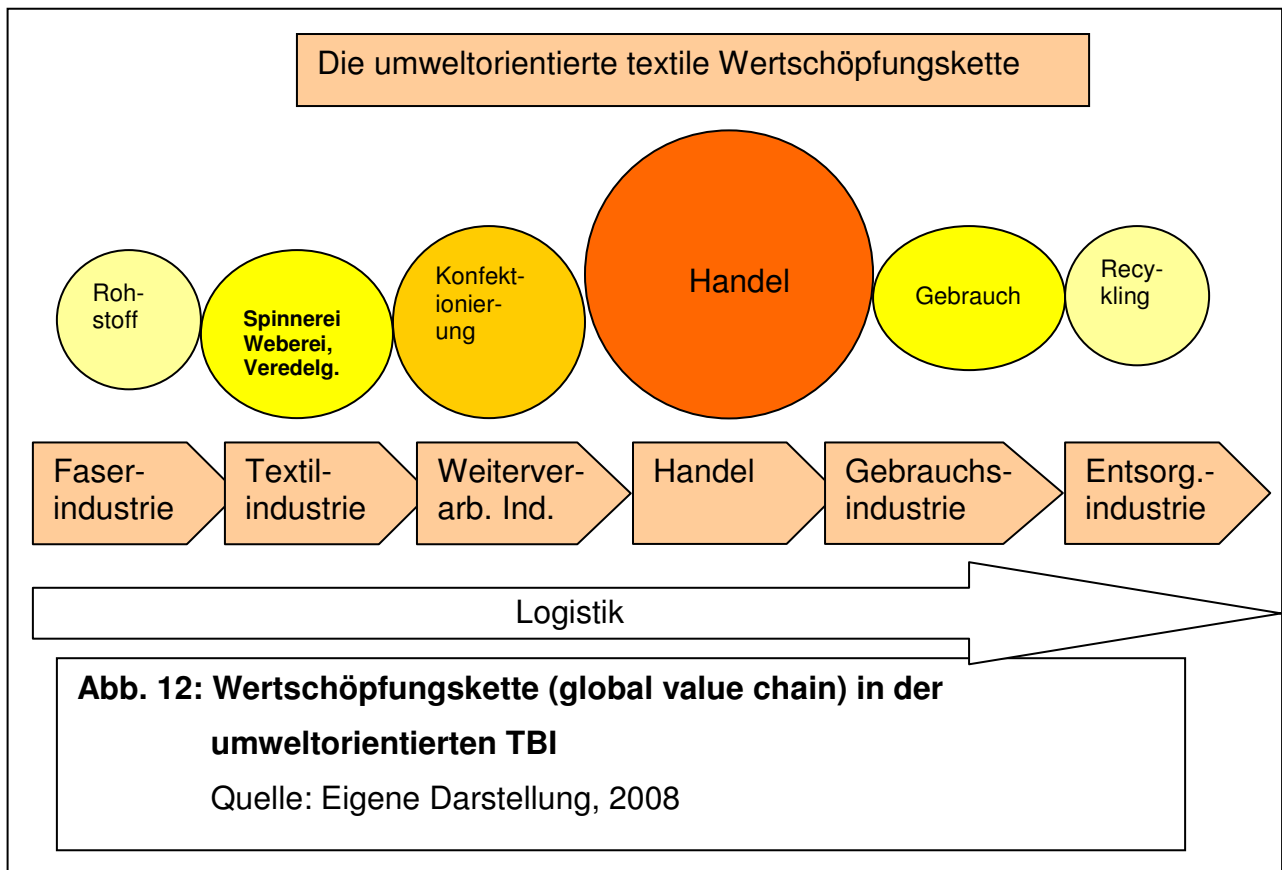 Die umweltorientierte textile Wertschöpfungskette
Roh-
stoff
Spinnerei
Weberei,
Veredelg.
Konfekt-
ionier-
ung
Handel
Gebrauch
Recy-
kling
Faser-
industrie
Textil-
industrie
Weiterver-
arb. Ind.
Handel
Gebrauchs-
industrie
Entsorg.-
industrie
Logistik
Abb. 12: Wertschöpfungskette (global value chain) in der
umweltorientierten TBI
Quelle: Eigene Darstellung, 2008